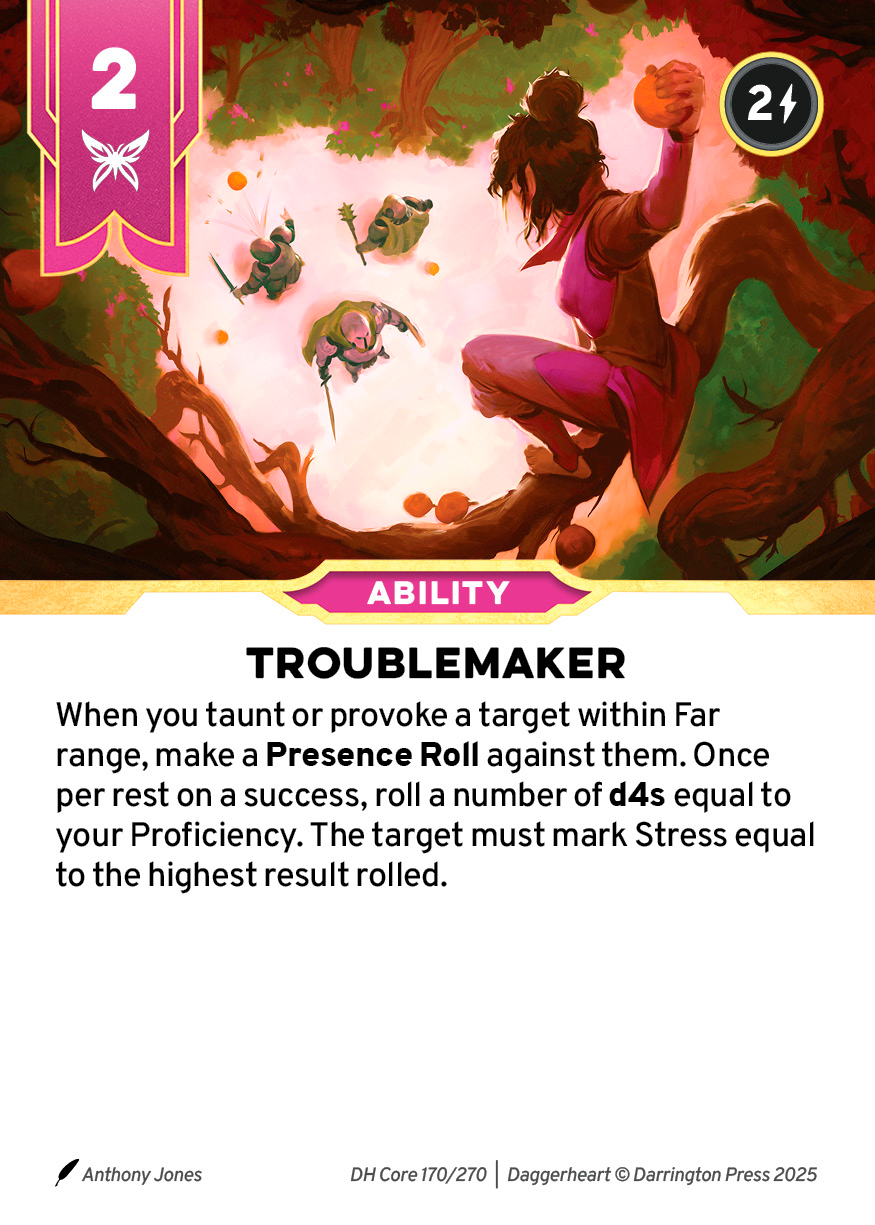 2
2
ABILITY
TROUBLEMAKER
When you taunt or provoke a target within Far
range, make a Presence Roll against them. Once
per rest on a success, roll a number of d4s equal to
your Proficiency. The target must mark Stress equal
to the highest result rolled.
Anthony Jones DH Core 170/270 | Daggerheart © Darrington Press 2025